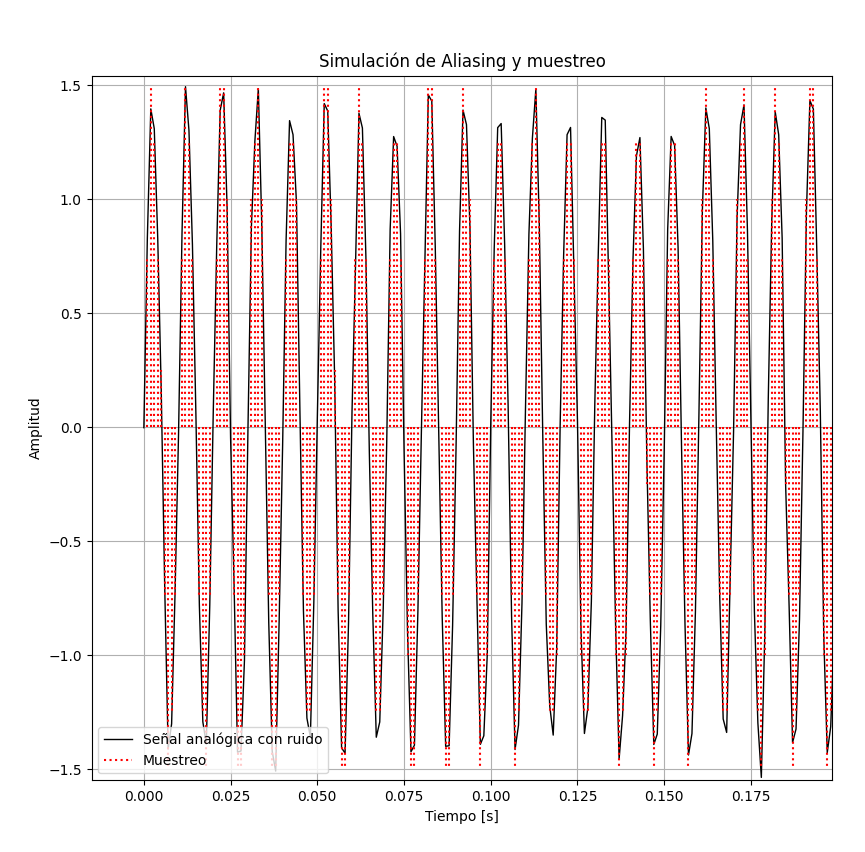 Simulación de Aliasing y muestreo
1.5
1.0
0.5
0.0
−0.5
−1.0
−1.5
Amplitud
Señal analógica con ruido
Muestreo
0.000 0.025 0.050 0.075 0.100 0.125 0.150 0.175
Tiempo [s]